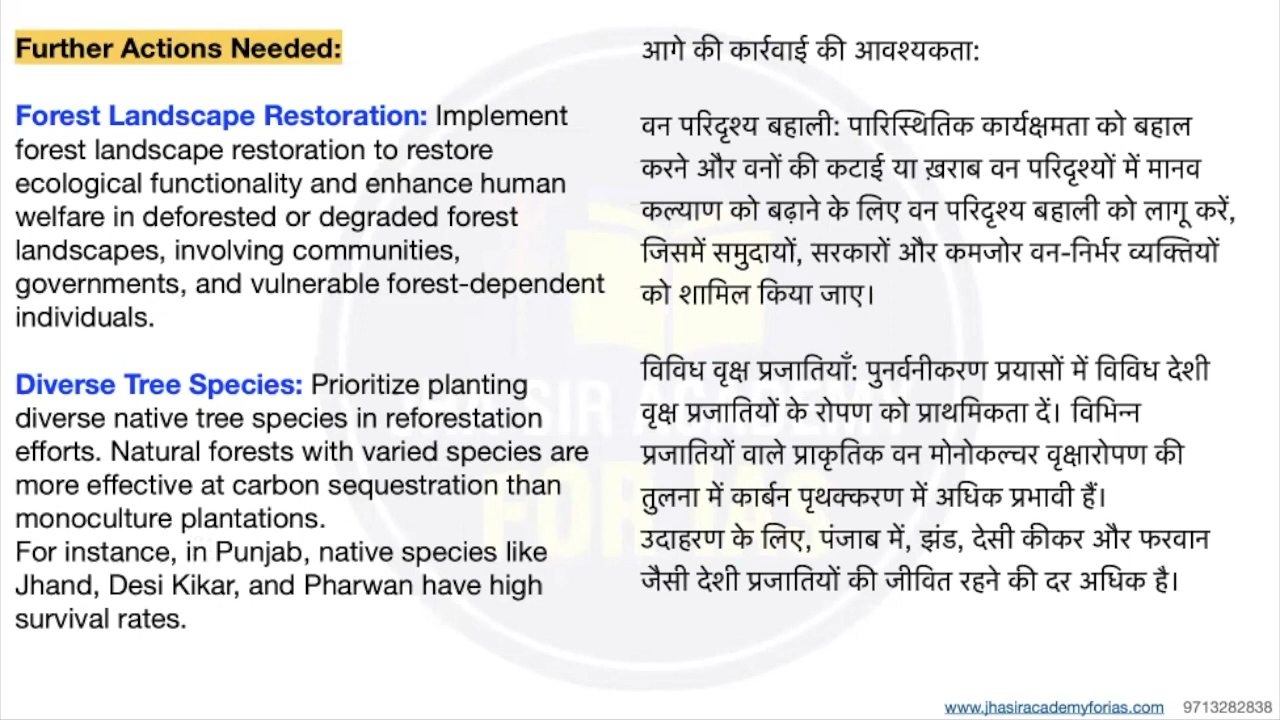 Further Actions Needed:
Forest Landscape Restoration: Implement
forest landscape restoration to restore
ecological functionality and enhance human
welfare in deforested or degraded forest
landscapes, involving communities,
governments, and vulnerable forest-dependent
individuals.
Diverse Tree Species: Prioritize planting
diverse native tree species in reforestation
efforts. Natural forests with varied species are
more effective at carbon sequestration than
monoculture plantations.
For instance, in Punjab, native species like
Jhand, Desi Kikar, and Pharwan have high
survival rates.
आगे की कार्रवाई की आवश्यकता:
वन परिदृश्य बहाली: पारिस्थितिक कार्यक्षमता को बहाल
करने और वनों की कटाई या ख़राब वन परिदृश्यों में मानव
कल्याण को बढ़ाने के लिए वन परिदृश्य बहाली को लागू करें,
जिसमें समुदायों, सरकारों और कमजोर वन-निर्भर व्यक्तियों
को शामिल किया जाए।
विविध वृक्ष प्रजातियाँ: पुनर्वनीकरण प्रयासों में विविध देशी
वृक्ष प्रजातियों के रोपण को प्राथमिकता दें। विभिन्न
प्रजातियों वाले प्राकृतिक वन मोनोकल्चर वृक्षारोपण की
तुलना में कार्बन पृथक्करण में अधिक प्रभावी हैं।
उदाहरण के लिए, पंजाब में, झंड, देसी कीकर और फरवान
जैसी देशी प्रजातियों की जीवित रहने की दर अधिक है।
SIR ACADEMY
FOR IAS
www.jhasiracademyforias.com 9713282838